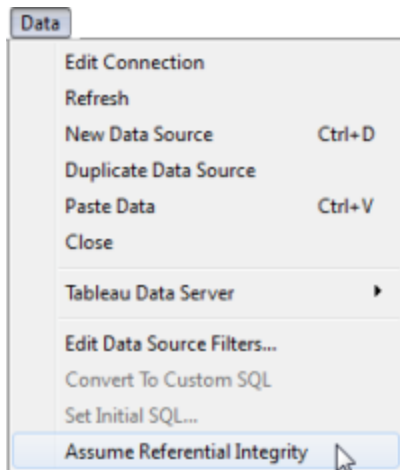 Data
Edit Connection
Refresh
New Data Source Ctrl+D
Duplicate Data Source
Paste Data Ctrl+V
Close
Tableau Data Server
Edit Data Source Filters...
Convert To Custom SQL
Set Initial SQL...
Assume Referential Integrity